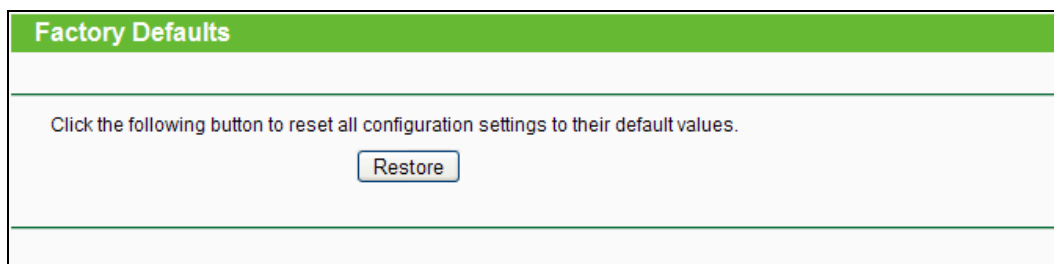 Factory Defaults
Click the following button to reset all configuration settings to their default values.
Restore